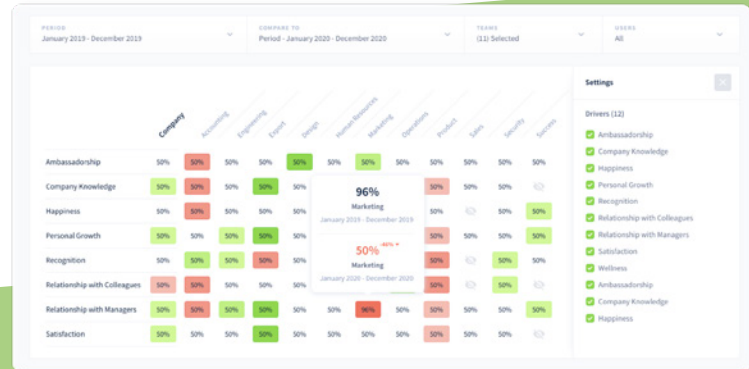 PERIOD
January 2019 - December 2019
COMPARE TO
Period - January 2020 - December 2020
TEAMS
(11) Selected
USERS
All
Company Accounting Engineering Export Design Human Resources Marketing Operations Product Sales Security Success
Ambassadorship 50% 50% 50% 50% 50% 50% 50% 50% 50% 50% 50% 50%
Company Knowledge 50% 50% 50% 50% 50% 50% 50% 50%
Happiness 50% 50% 50% 50% 50% 50% 50% 50%
Personal Growth 50% 50% 50% 50% 50% 50% 50% 50% 50%
Recognition 50% 50% 50% 50% 50% 50% 50% 50%
Relationship with Colleagues 50% 50% 50% 50% 50% 50% 50%
Relationship with Managers 50% 50% 50% 50% 50% 50% 96% 50% 50% 50% 50% 50%
Satisfaction 50% 50% 50% 50% 50% 50% 50% 50% 50% 50% 50%
96%
Marketing
January 2019 - December 2019
50%
-46%
Marketing
January 2020 - December 2020
Settings
Drivers (12)
Ambassadorship
Company Knowledge
Happiness
Personal Growth
Recognition
Relationship with Colleagues
Relationship with Managers
Satisfaction
Wellness
Ambassadorship
Company Knowledge
Happiness